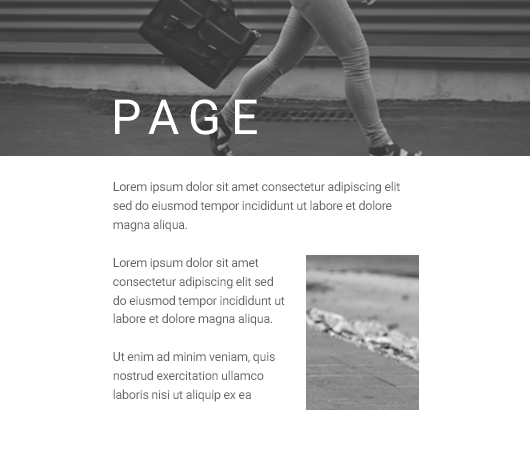 PAGE
Lorem ipsum dolor sit amet consectetur adipiscing elit
sed do eiusmod tempor incididunt ut labore et dolore
magna aliqua.
Lorem ipsum dolor sit amet
consectetur adipiscing elit sed
do eiusmod tempor incididunt ut
labore et dolore magna aliqua.
Ut enim ad minim veniam, quis
nostrud exercitation ullamco
laboris nisi ut aliquip ex ea